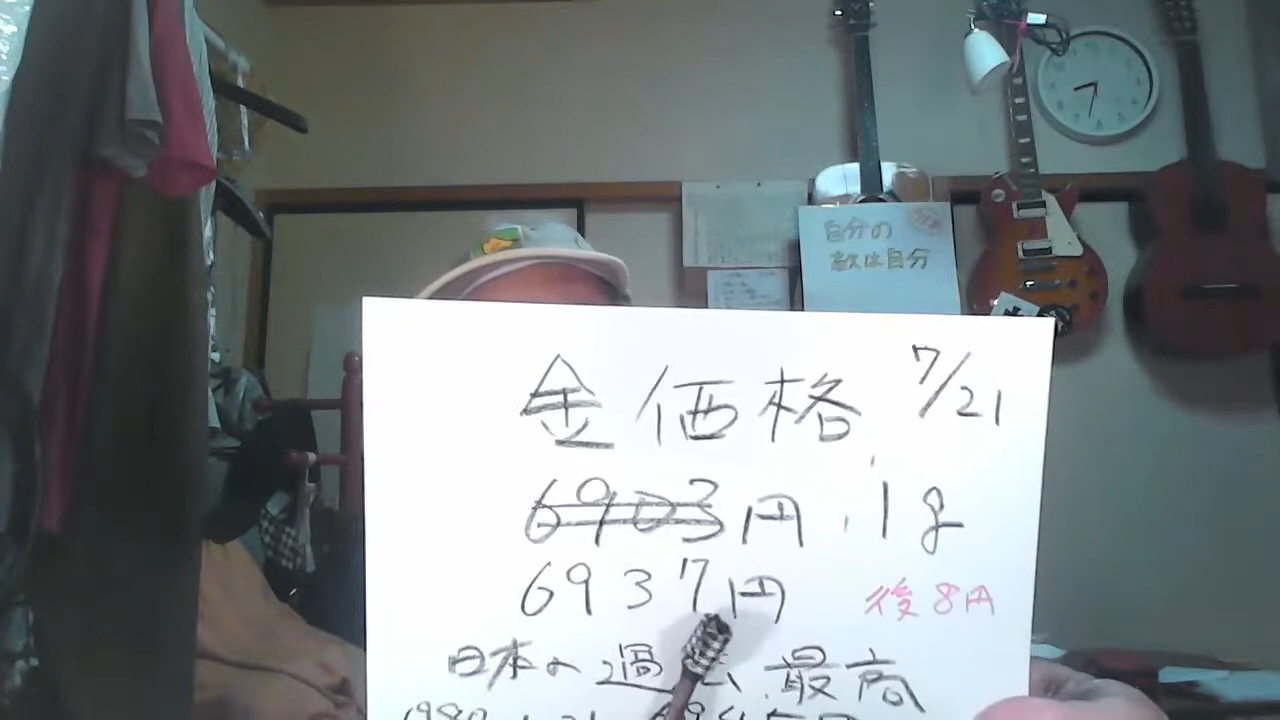 自分の
敵は自分
金価格 7/21
6903円 1g
6937円 後8円
日本の過 最高